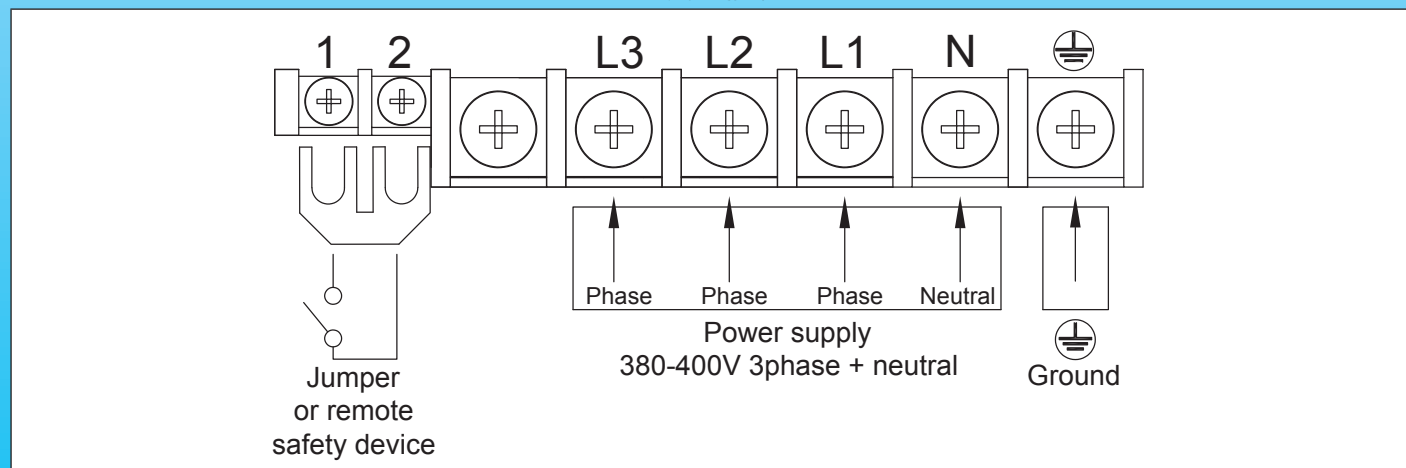 1 2 L3 L2 L1 N
Phase Phase Phase Neutral
Power supply
380-400V 3phase + neutral
Ground
Jumper
or remote
safety device